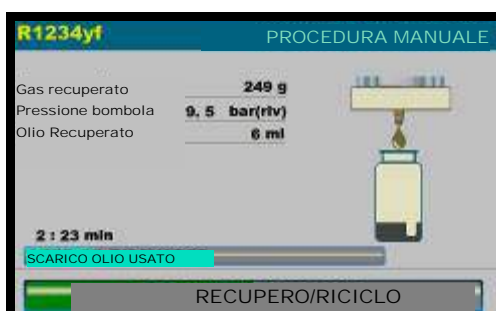 R1234yf PROCEDURA MANUALE
Gas recuperato 249 g
Pressione bombola 9,5 bar(riv)
Olio Recuperato 6 ml
2:23 min
SCARICO OLIO USATO
RECUPERO/RICICLO